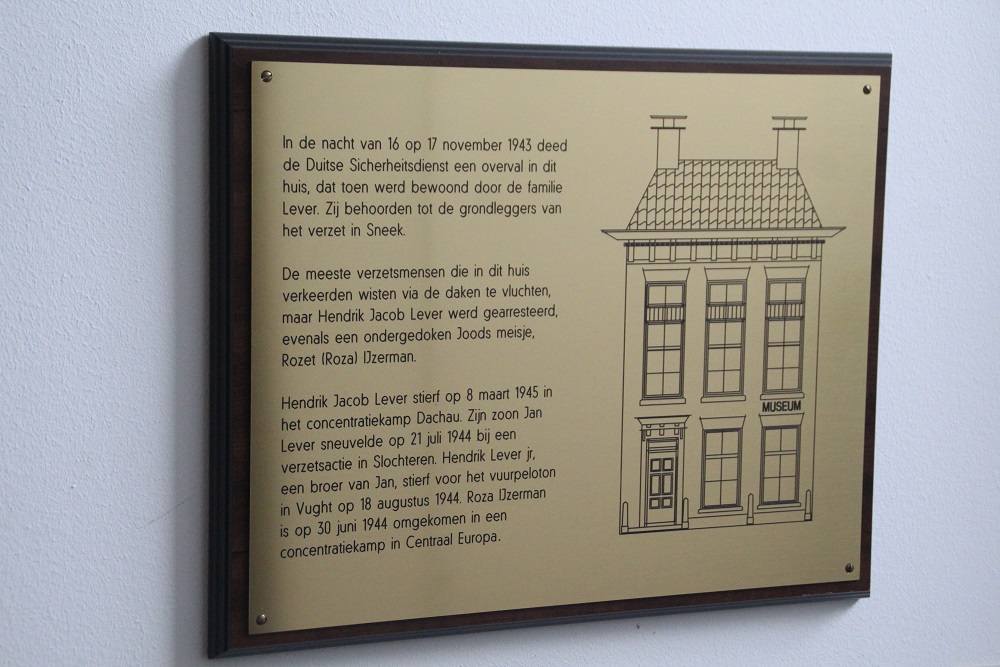 In de nacht van 16 op 17 november 1943 deed
de Duitse Sicherheitsdienst een overval in dit
huis, dat toen werd bewoond door de familie
Lever. Zij behoorden tot de grondleggers van
het verzet in Sneek.
De meeste verzetsmensen die in dit huis
verkeerden wisten via de daken te vluchten,
maar Hendrik Jacob Lever werd gearresteerd,
evenals een ondergedoken Joods meisje,
Rozet (Roza) IJzerman.
Hendrik Jacob Lever stierf op 8 maart 1945 in
het concentratiekamp Dachau. Zijn zoon Jan
Lever sneuvelde op 21 juli 1944 bij een
verzetsactie in Slochteren. Hendrik Lever jr,
een broer van Jan, stierf voor het vuurpeloton
in Vught op 18 augustus 1944. Roza IJzerman
is op 30 juni 1944 omgekomen in een
concentratiekamp in Centraal Europa.
MUSEUM